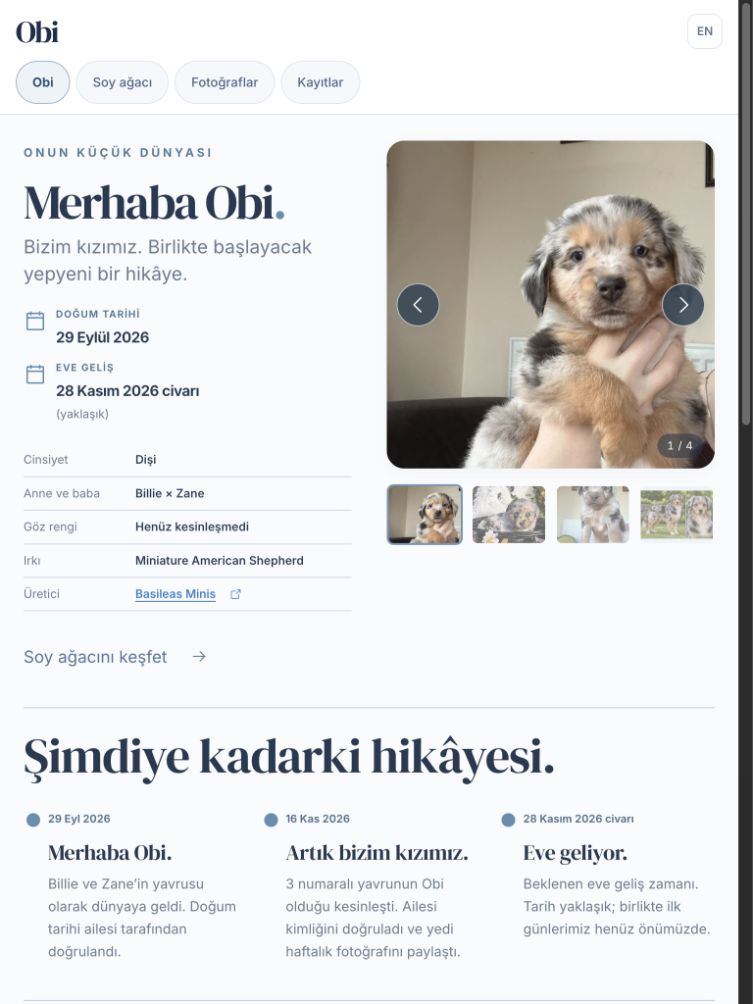 Obi
EN
Obi
Soy ağacı
Fotoğraflar
Kayıtlar
ONUN KÜÇÜK DÜNYASI
Merhaba Obi.
Bizim kızımız. Birlikte başlayacak
yepyeni bir hikâye.
DOĞUM TARİHİ
29 Eylül 2026
EVE GELİŞ
28 Kasım 2026 civarı
(yaklaşık)
Cinsiyet Dişi
Anne ve baba Billie × Zane
Göz rengi Henüz kesinleşmedi
Irkı Miniature American Shepherd
Üretici Basileas Minis
1 / 4
Soy ağacını keşfet
Şimdiye kadarki hikâyesi.
29 Eyl 2026
Merhaba Obi.
Billie ve Zane’in yavrusu
olarak dünyaya geldi. Doğum
tarihi ailesi tarafından
doğrulandı.
16 Kas 2026
Artık bizim kızımız.
3 numaralı yavrunun Obi
olduğu kesinleşti. Ailesi
kimliğini doğruladı ve yedi
haftalık fotoğrafını paylaştı.
28 Kasım 2026 civarı
Eve geliyor.
Beklenen eve geliş zamanı.
Tarih yaklaşık; birlikte ilk
günlerimiz henüz önümüzde.